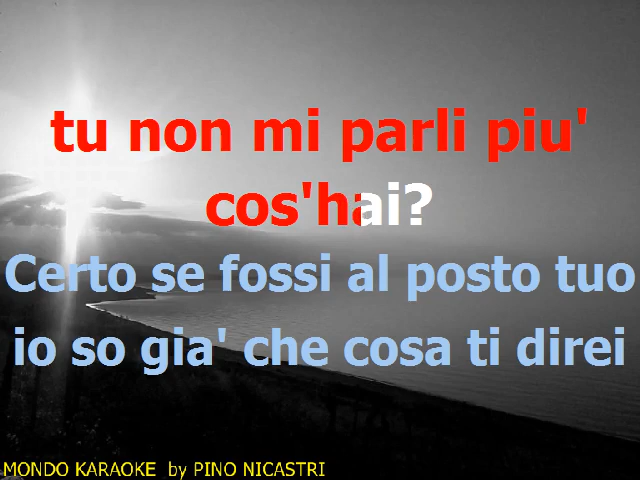 tu non mi parli piu'
cos'hai?
Certo se fossi al posto tuo
io so gia' che cosa ti direi
MONDO KARAOKE by PINO NICASTRI